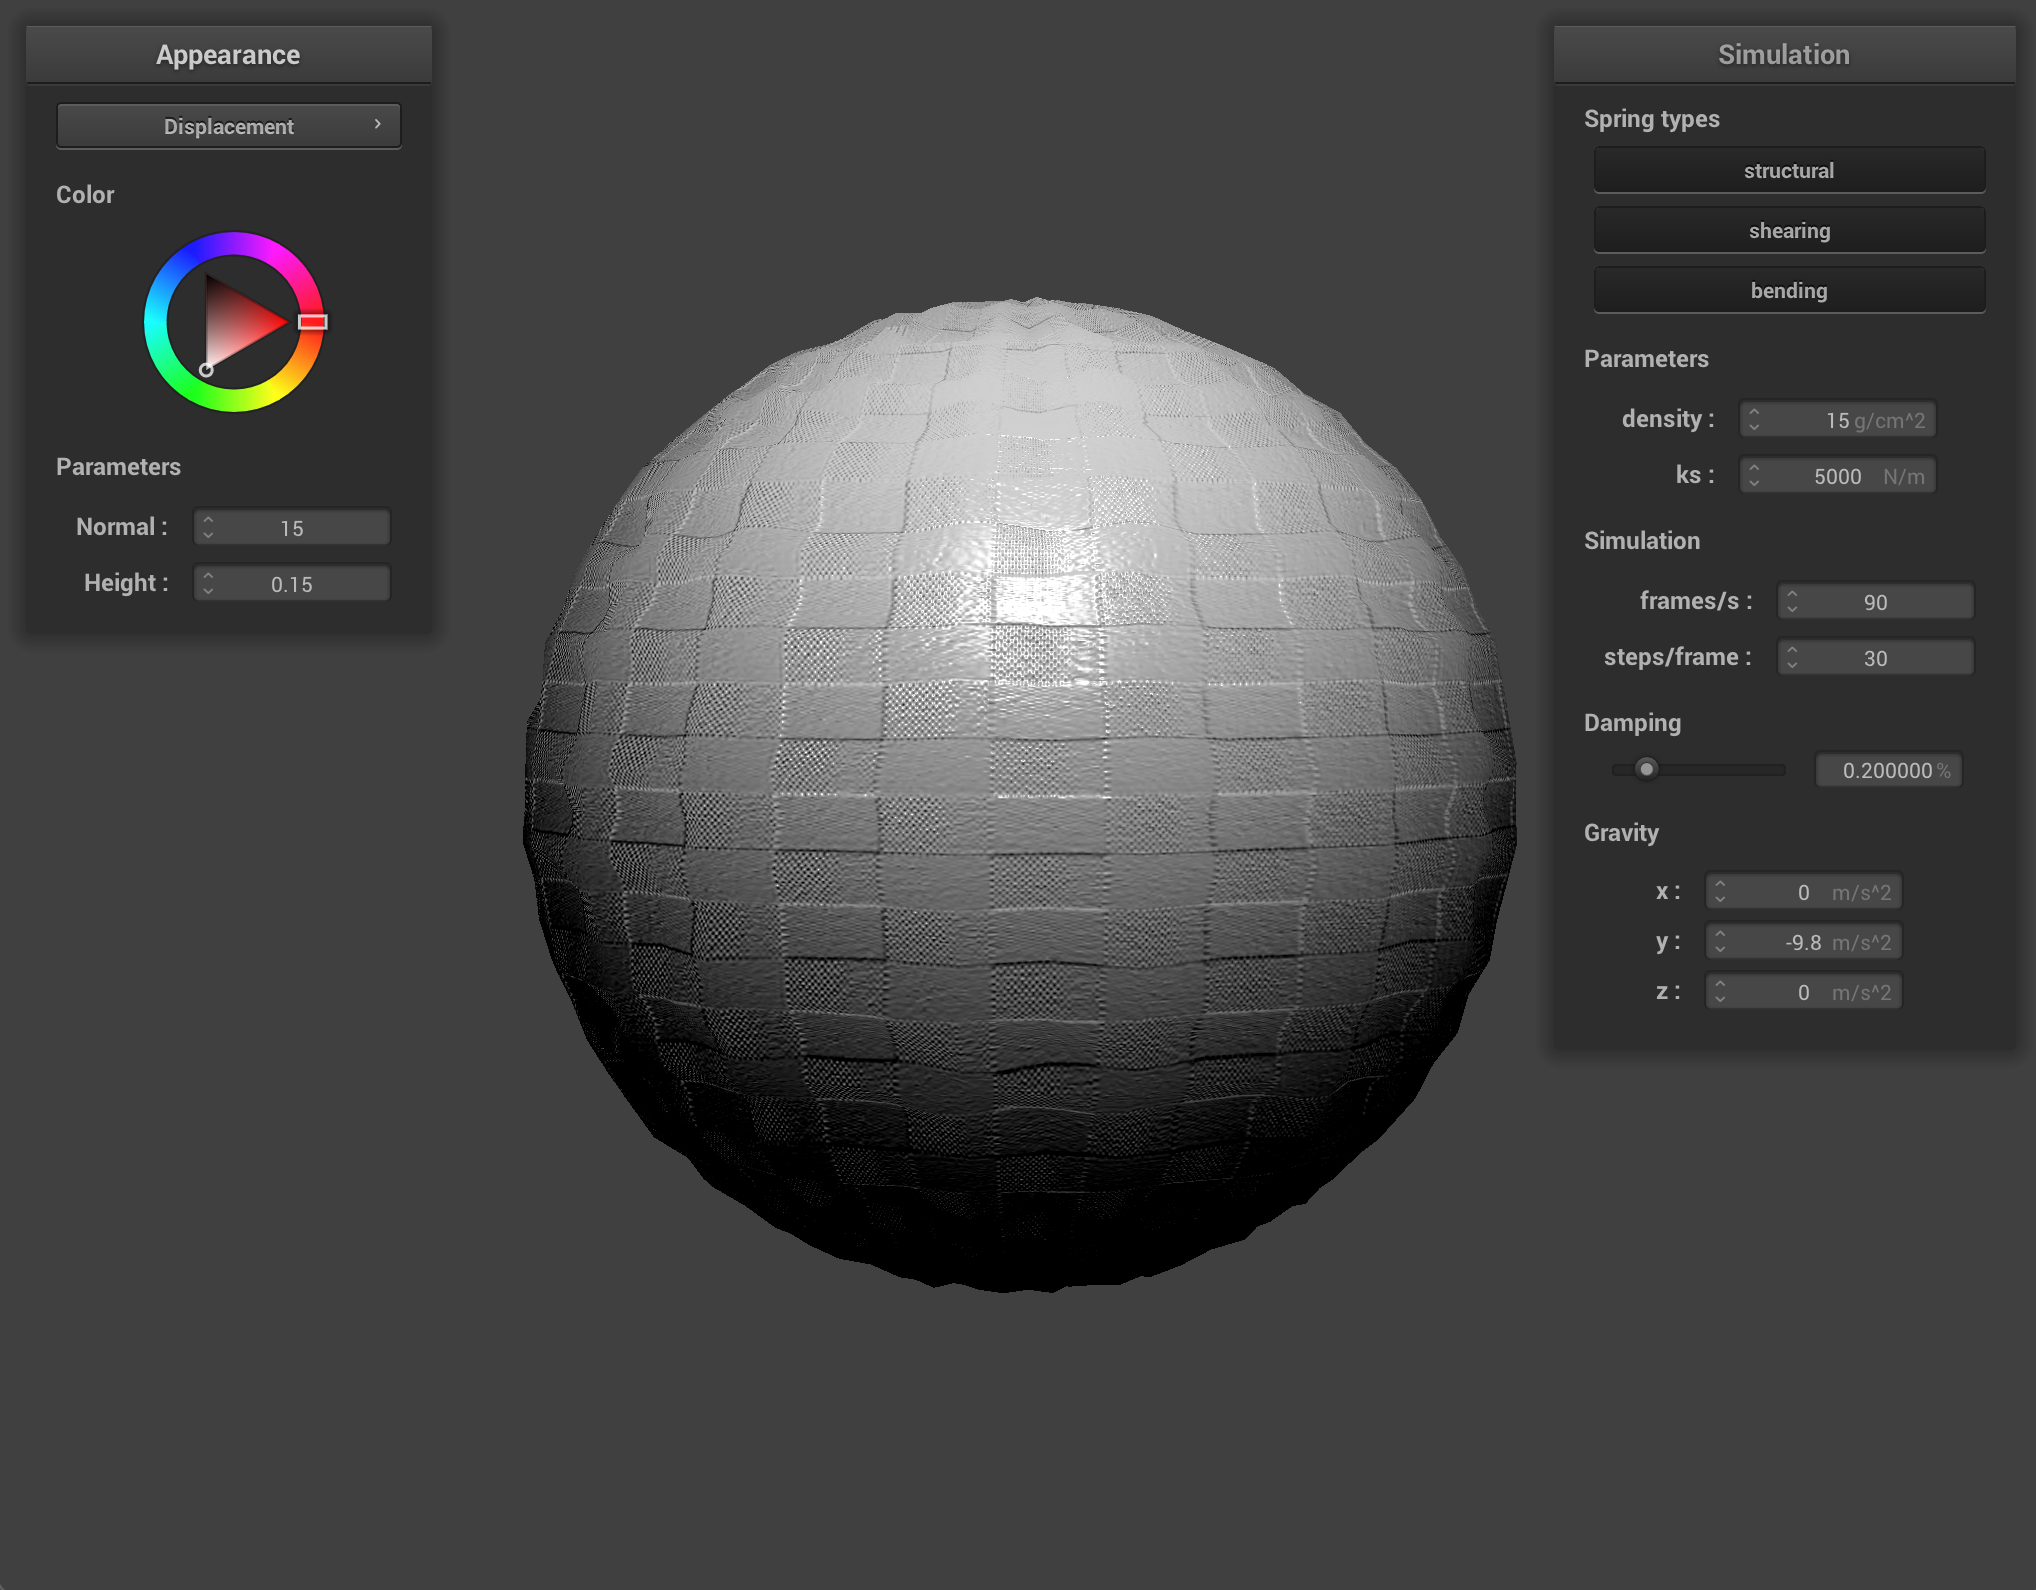 Appearance
Displacement
Color
Parameters
Normal : 15
Height : 0.15
Simulation
Spring types
structural
shearing
bending
Parameters
density : 15 g/cm^2
ks : 5000 N/m
Simulation
frames/s : 90
steps/frame : 30
Damping
0.200000 %
Gravity
x : 0 m/s^2
y : -9.8 m/s^2
z : 0 m/s^2